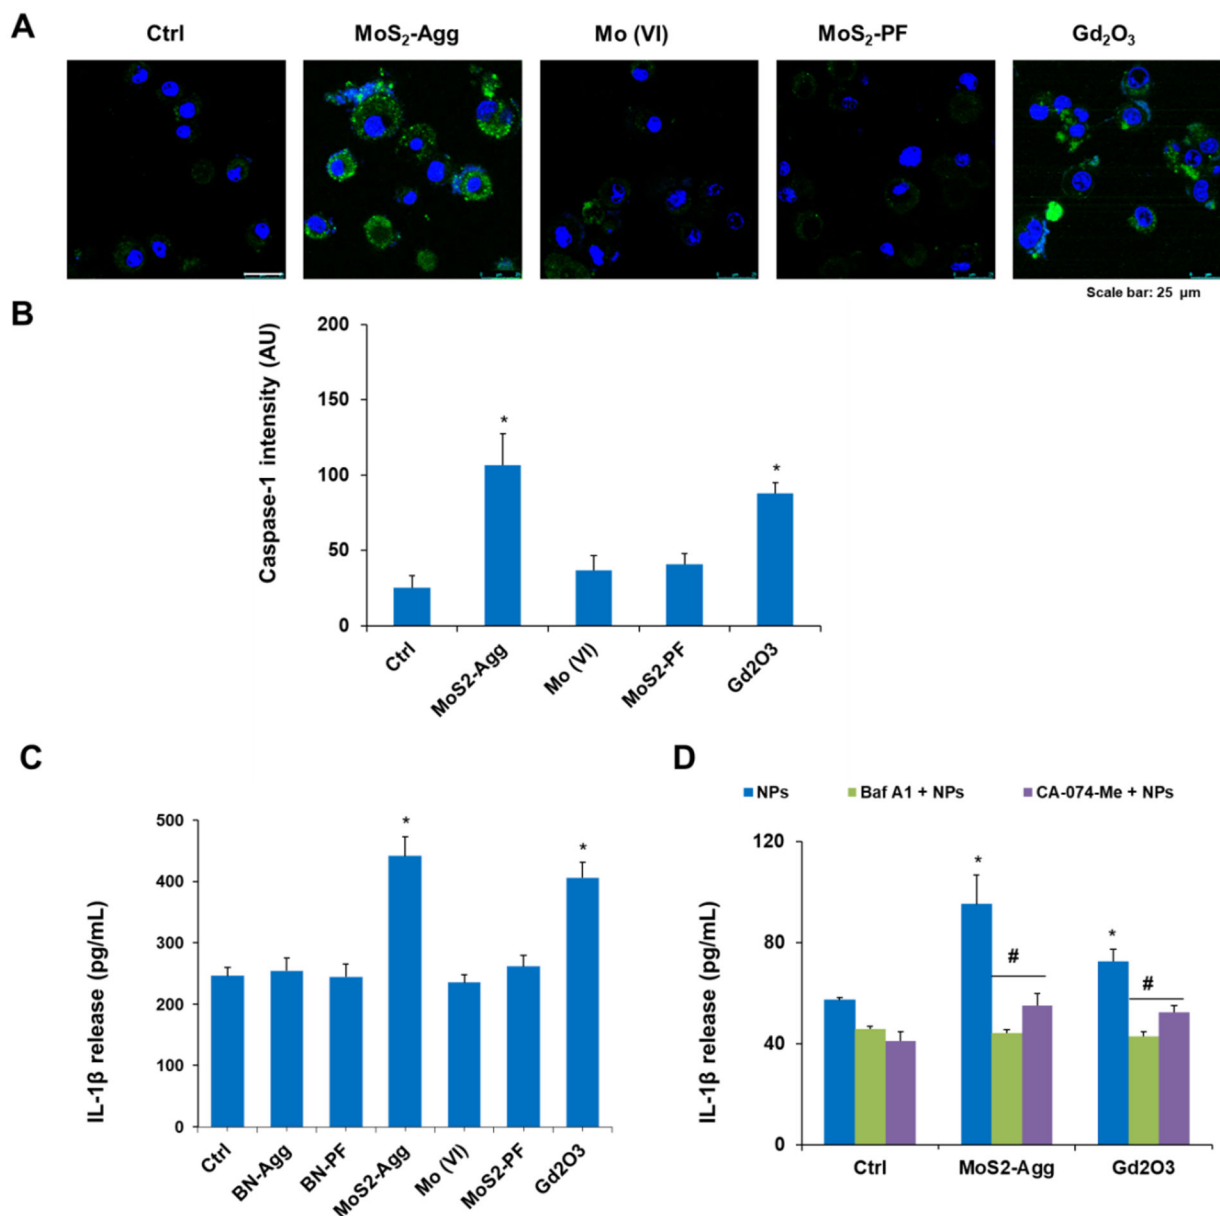 A
Ctrl
MoS₂-Agg
Mo (VI)
MoS₂-PF
Gd₂O₃
Scale bar: 25 µm
B
Caspase-1 intensity (AU)
200
150
100
50
0
*
*
Ctrl
MoS2-Agg
Mo (VI)
MoS2-PF
Gd2O3
C
IL-1β release (pg/mL)
500
400
300
200
100
0
*
*
Ctrl
BN-Agg
BN-PF
MoS2-Agg
Mo (VI)
MoS2-PF
Gd2O3
D
NPs
Baf A1 + NPs
CA-074-Me + NPs
IL-1β release (pg/mL)
120
80
40
0
*
#
*
#
Ctrl
MoS2-Agg
Gd2O3